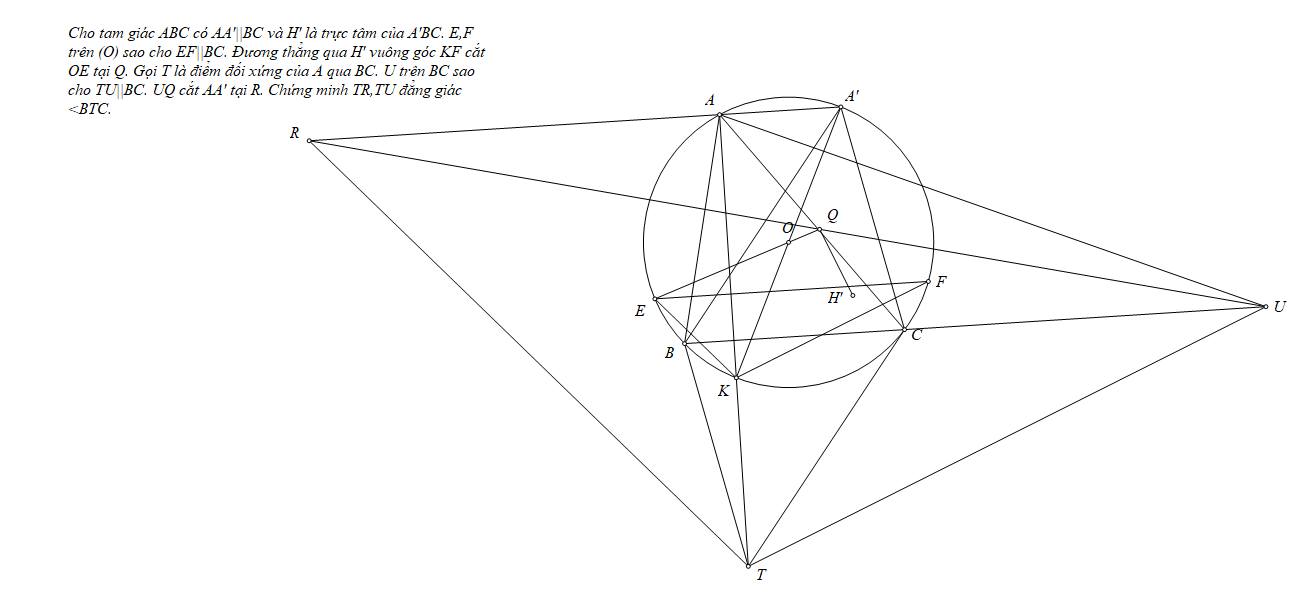 Cho tam giác ABC có AA'||BC và H' là trực tâm của A'BC. E,F
trên (O) sao cho EF||BC. Đương thẳng qua H' vuông góc KF cắt
OE tại Q. Gọi T là điểm đối xứng của A qua BC. U trên BC sao
cho TU||BC. UQ cắt AA' tại R. Chứng minh TR,TU đẳng giác
<BTC.
A
A'
R
Q
O
F
H'
E
U
B
C
K
T